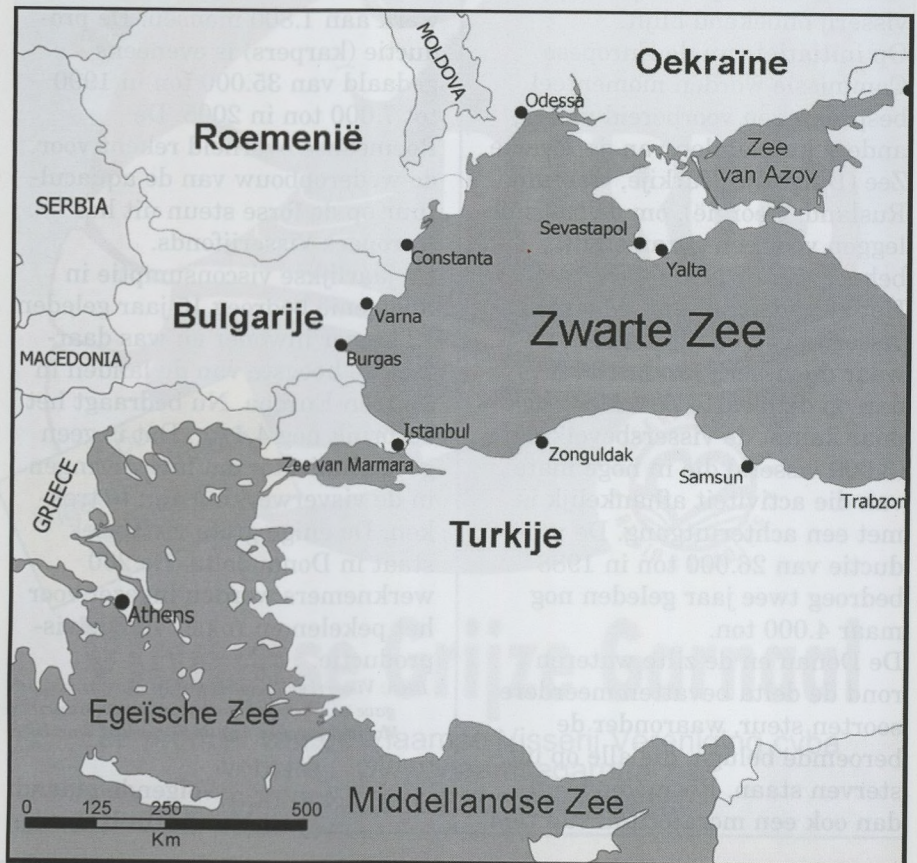 MOLDOVA
Oekraïne
Odessa
Roemenië
Zee
van Azov
SERBIA
Sevastapol
Constanta
Yalta
Bulgarije
Varna
Zwarte Zee
MACEDONIA
Burgas
Istanbul
Zonguldak
Zee van Marmara
Samsun
GREECE
Trabzon
Turkije
Athens
Egeïsche Zee
Middellandse Zee
0 125 250 500
Km